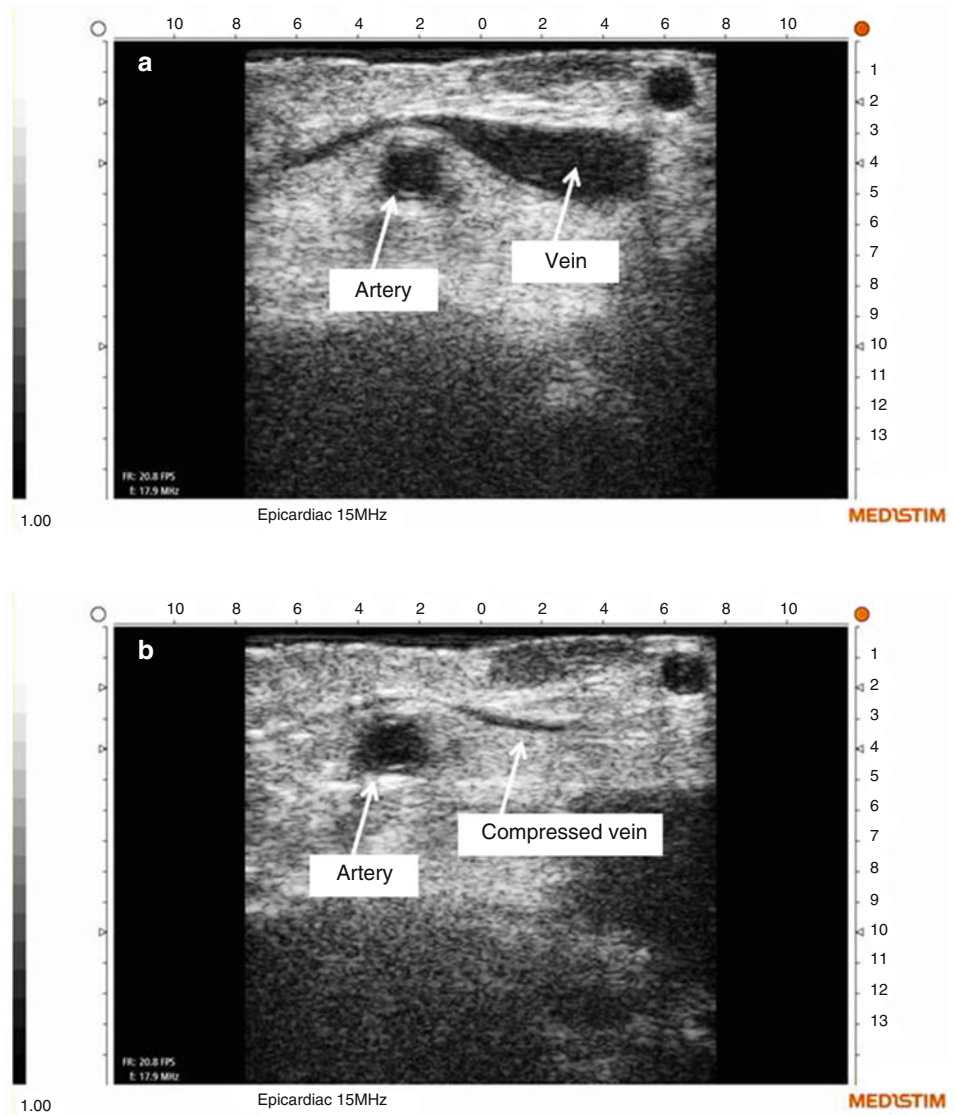 10 8 6 4 2 0 2 4 6 8 10
a
1
2
3
4
5
6
7
8
9
10
11
12
13
Vein
Artery
FR: 20.8 FPS
f: 17.9 MHz
1.00
Epicardiac 15MHz
MEDISTIM
10 8 6 4 2 0 2 4 6 8 10
b
1
2
3
4
5
6
7
8
9
10
11
12
13
Compressed vein
Artery
FR: 20.8 FPS
f: 17.9 MHz
1.00
Epicardiac 15MHz
MEDISTIM